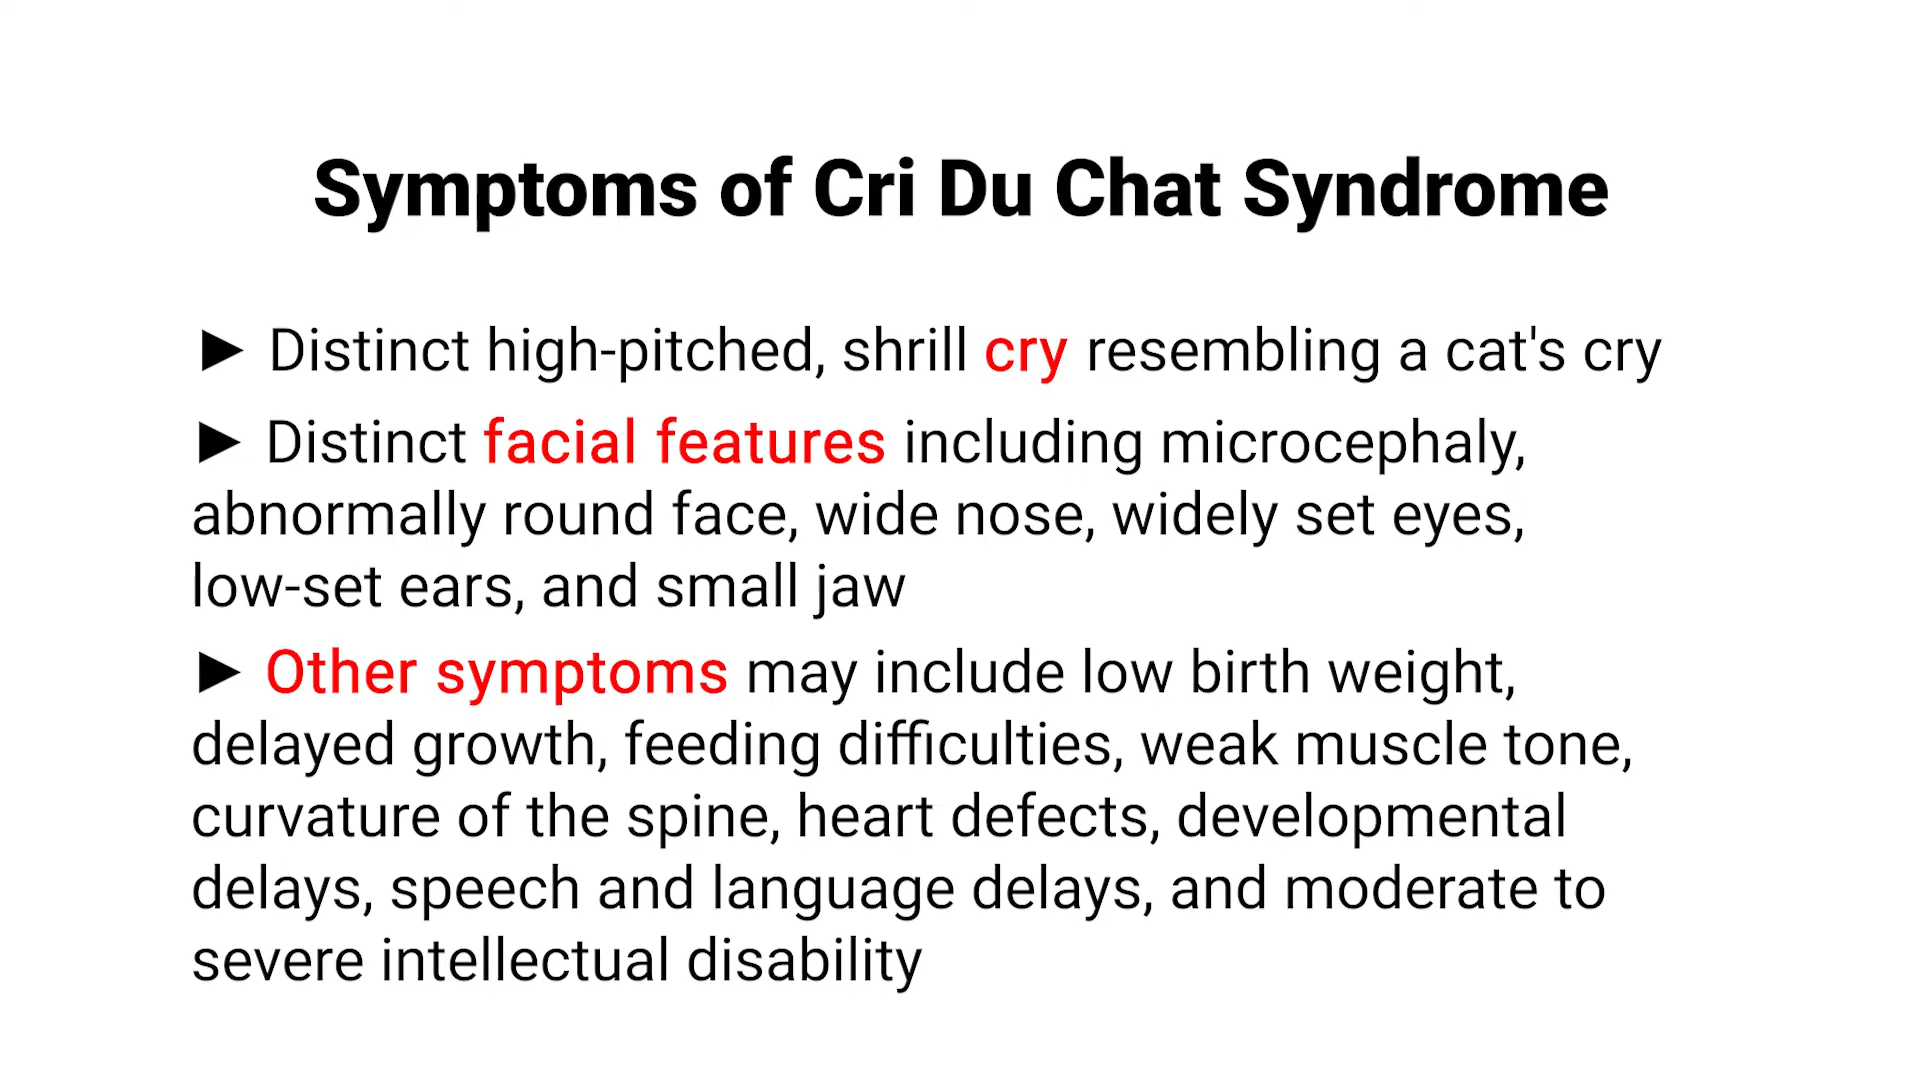 Symptoms of Cri Du Chat Syndrome
► Distinct high-pitched, shrill cry resembling a cat's cry
► Distinct facial features including microcephaly,
abnormally round face, wide nose, widely set eyes,
low-set ears, and small jaw
► Other symptoms may include low birth weight,
delayed growth, feeding difficulties, weak muscle tone,
curvature of the spine, heart defects, developmental
delays, speech and language delays, and moderate to
severe intellectual disability